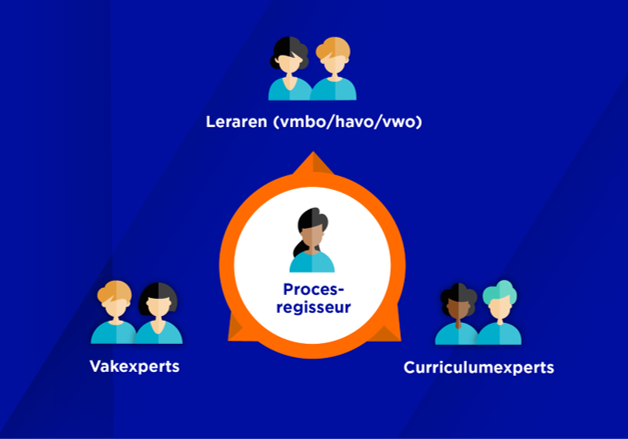 Leraren (vmbo/havo/vwo)
Proces-
regisseur
Vakexperts
Curriculumexperts